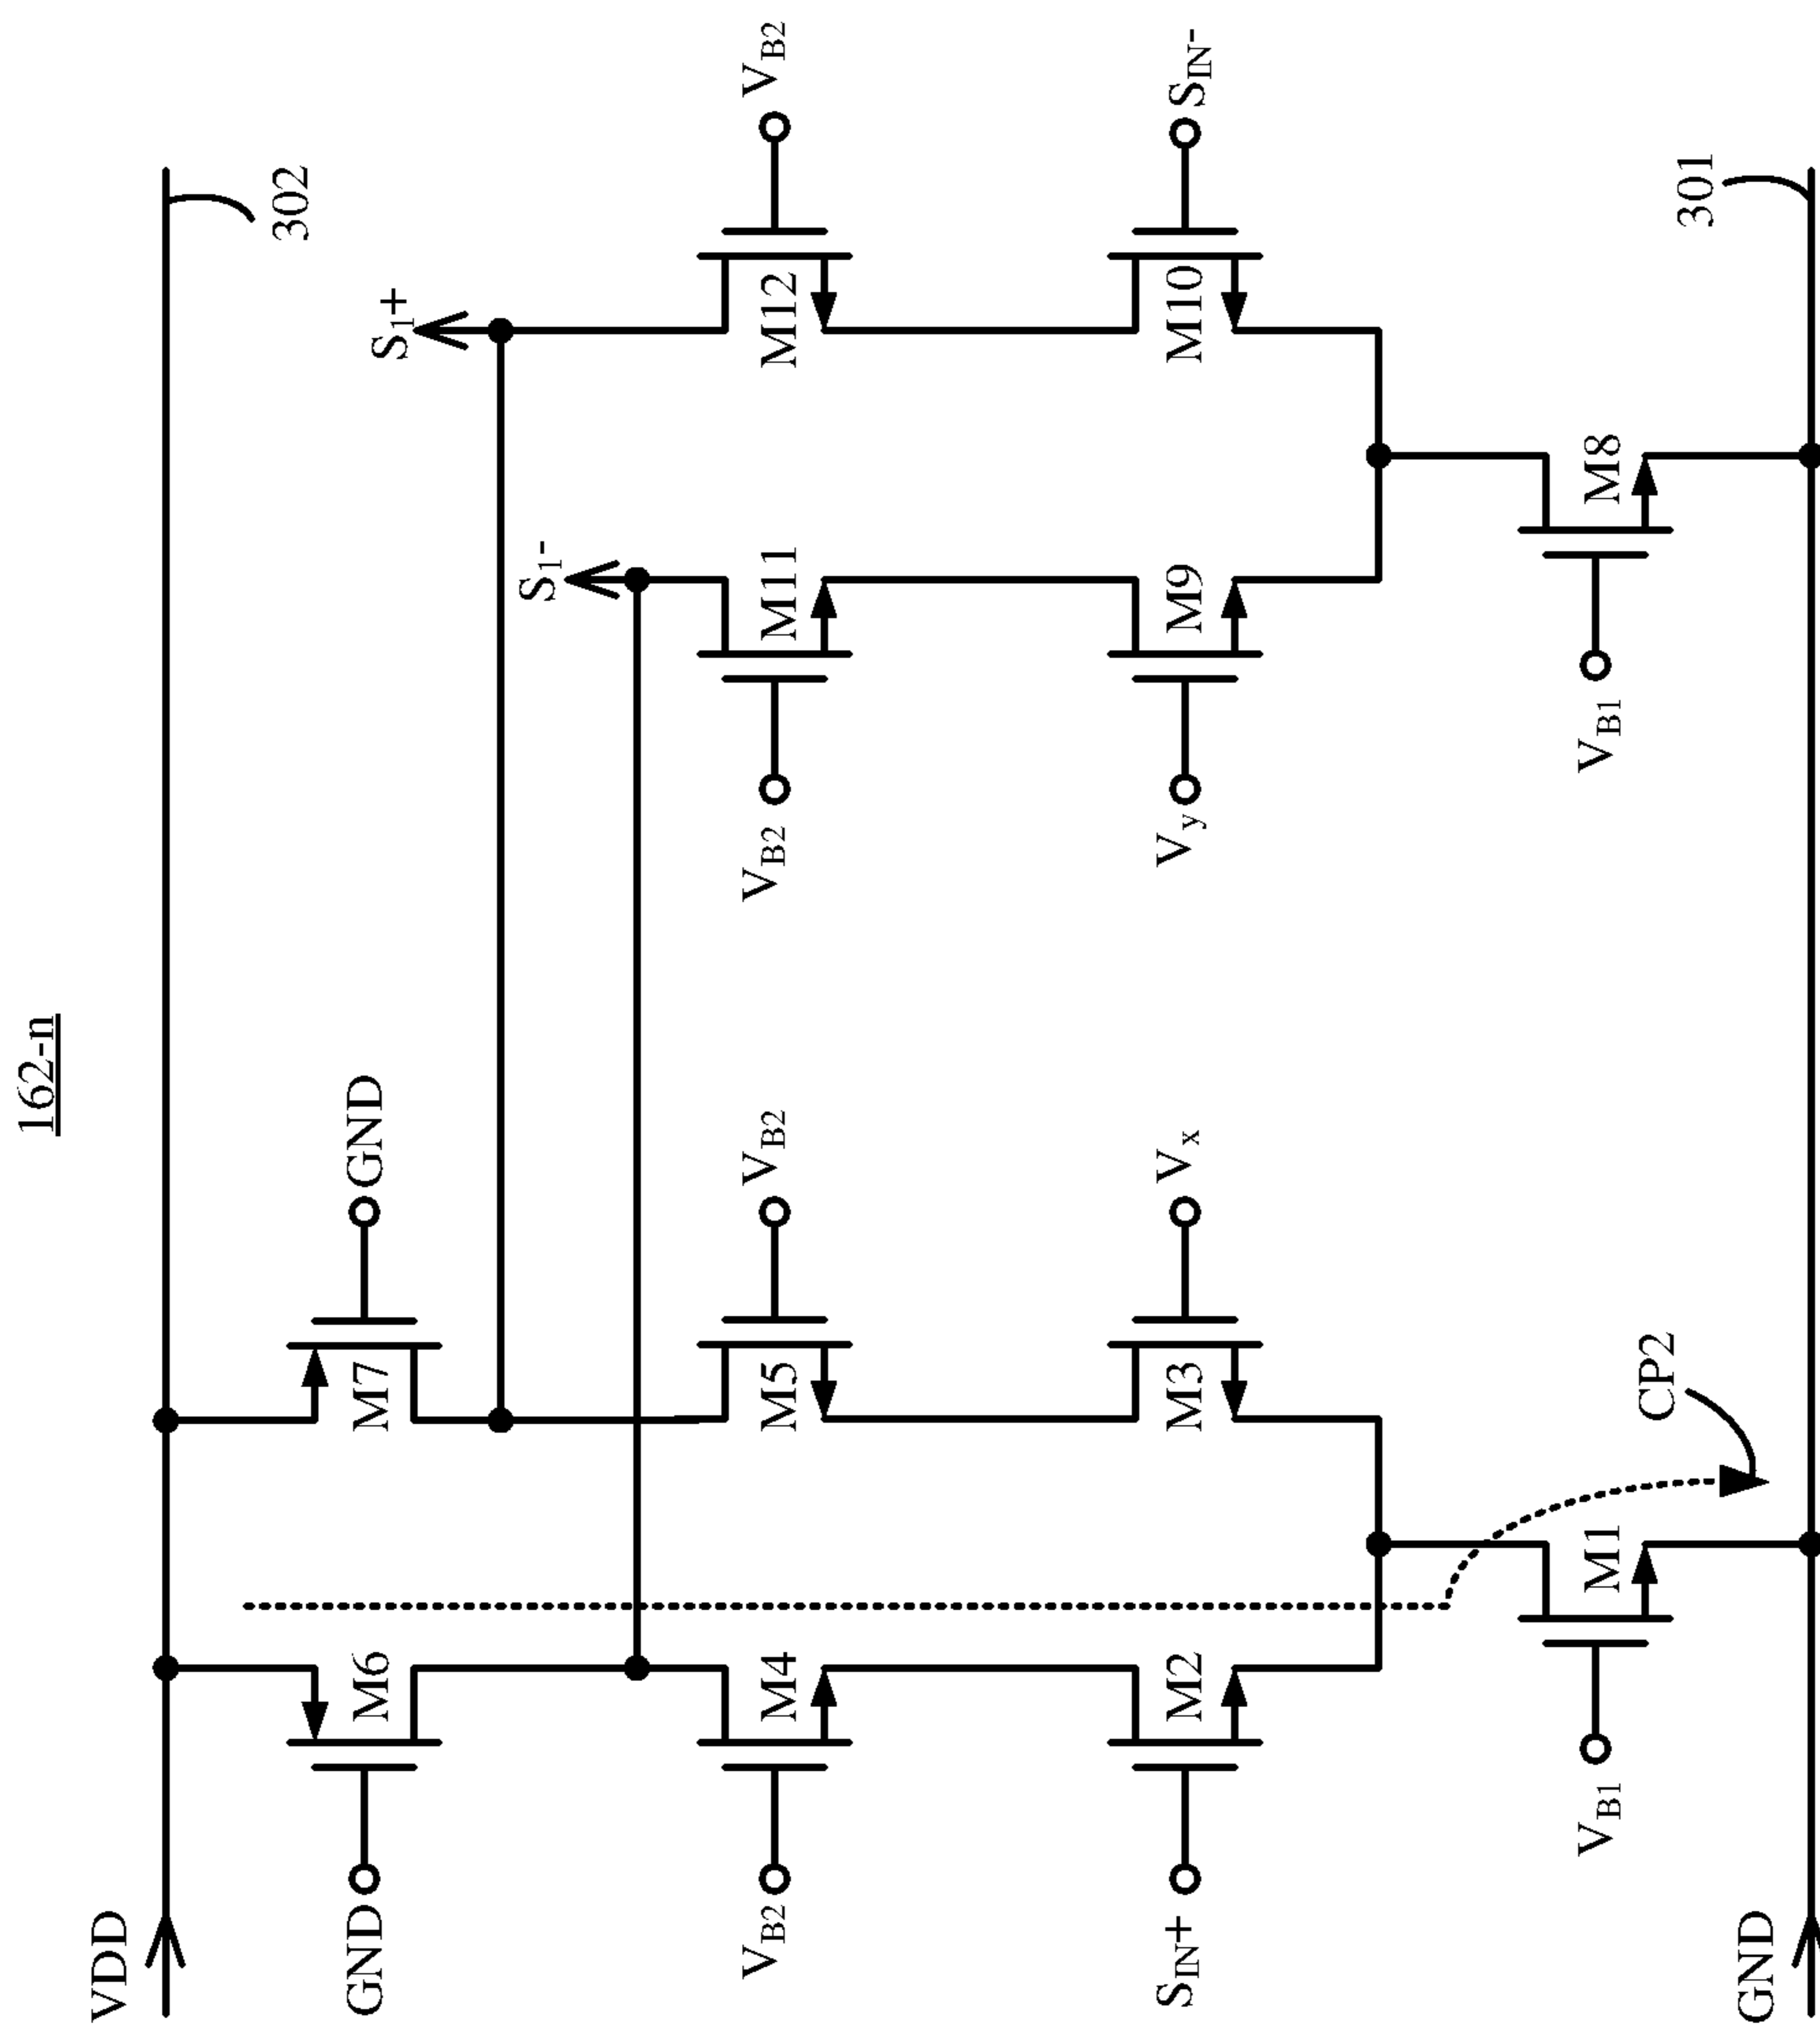 162-n
VDD
302
GND
M6
M7
GND
S1+
S1-
VB2
M4
M5
VB2
VB2
M11
M12
VB2
SIN+
M2
M3
Vx
Vy
M9
M10
SIN-
VB1
M1
CP2
VB1
M8
301
GND